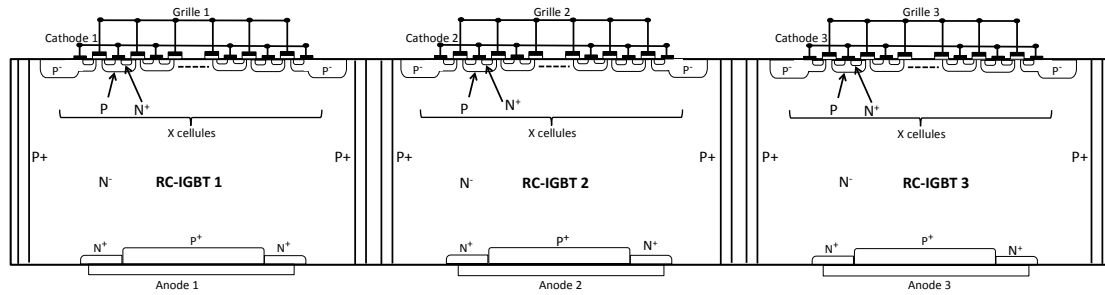 Grille 1
Cathode 1
P⁻
P⁻
P
N⁺
X cellules
P+
P+
N⁻
RC-IGBT 1
N⁺
P⁺
N⁺
Anode 1
Grille 2
Cathode 2
P⁻
P⁻
P
N⁺
X cellules
P+
P+
N⁻
RC-IGBT 2
N⁺
P⁺
N⁺
Anode 2
Grille 3
Cathode 3
P⁻
P⁻
P
N⁺
X cellules
P+
P+
N⁻
RC-IGBT 3
N⁺
P⁺
N⁺
Anode 3